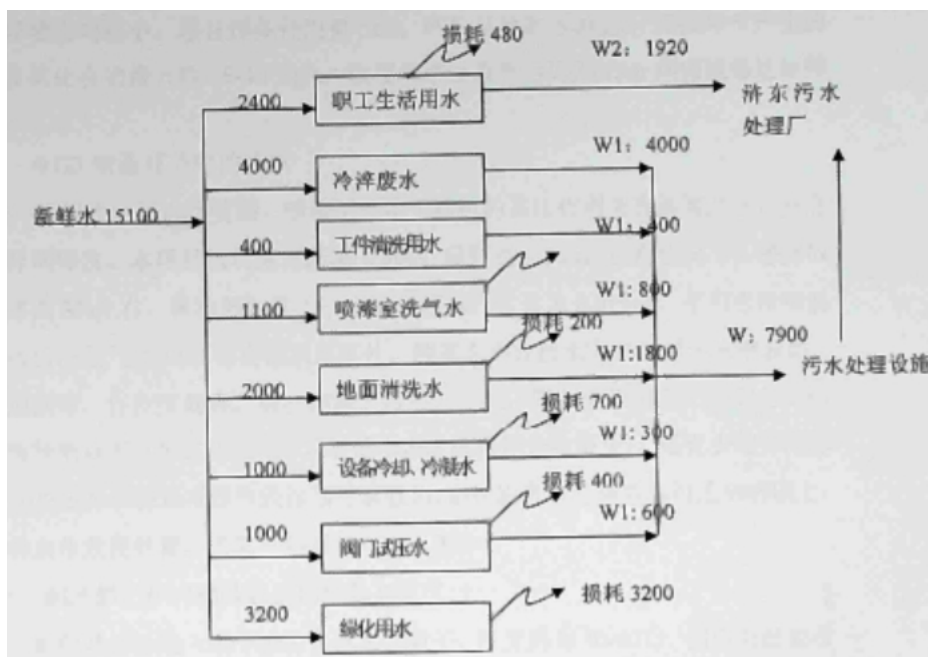 损耗 480
W2: 1920
2400
职工生活用水
浒东污水
处理厂
W1: 4000
4000
冷淬废水
新鲜水 15100
W1: 400
400
工件清洗用水
W1: 800
1100
喷漆室洗气水
损耗 200
W: 7900
W1:1800
2000
地面清洗水
污水处理设施
损耗 700
W1: 300
1000
设备冷却、冷凝水
损耗 400
W1:600
1000
阀门试压水
损耗 3200
3200
绿化用水